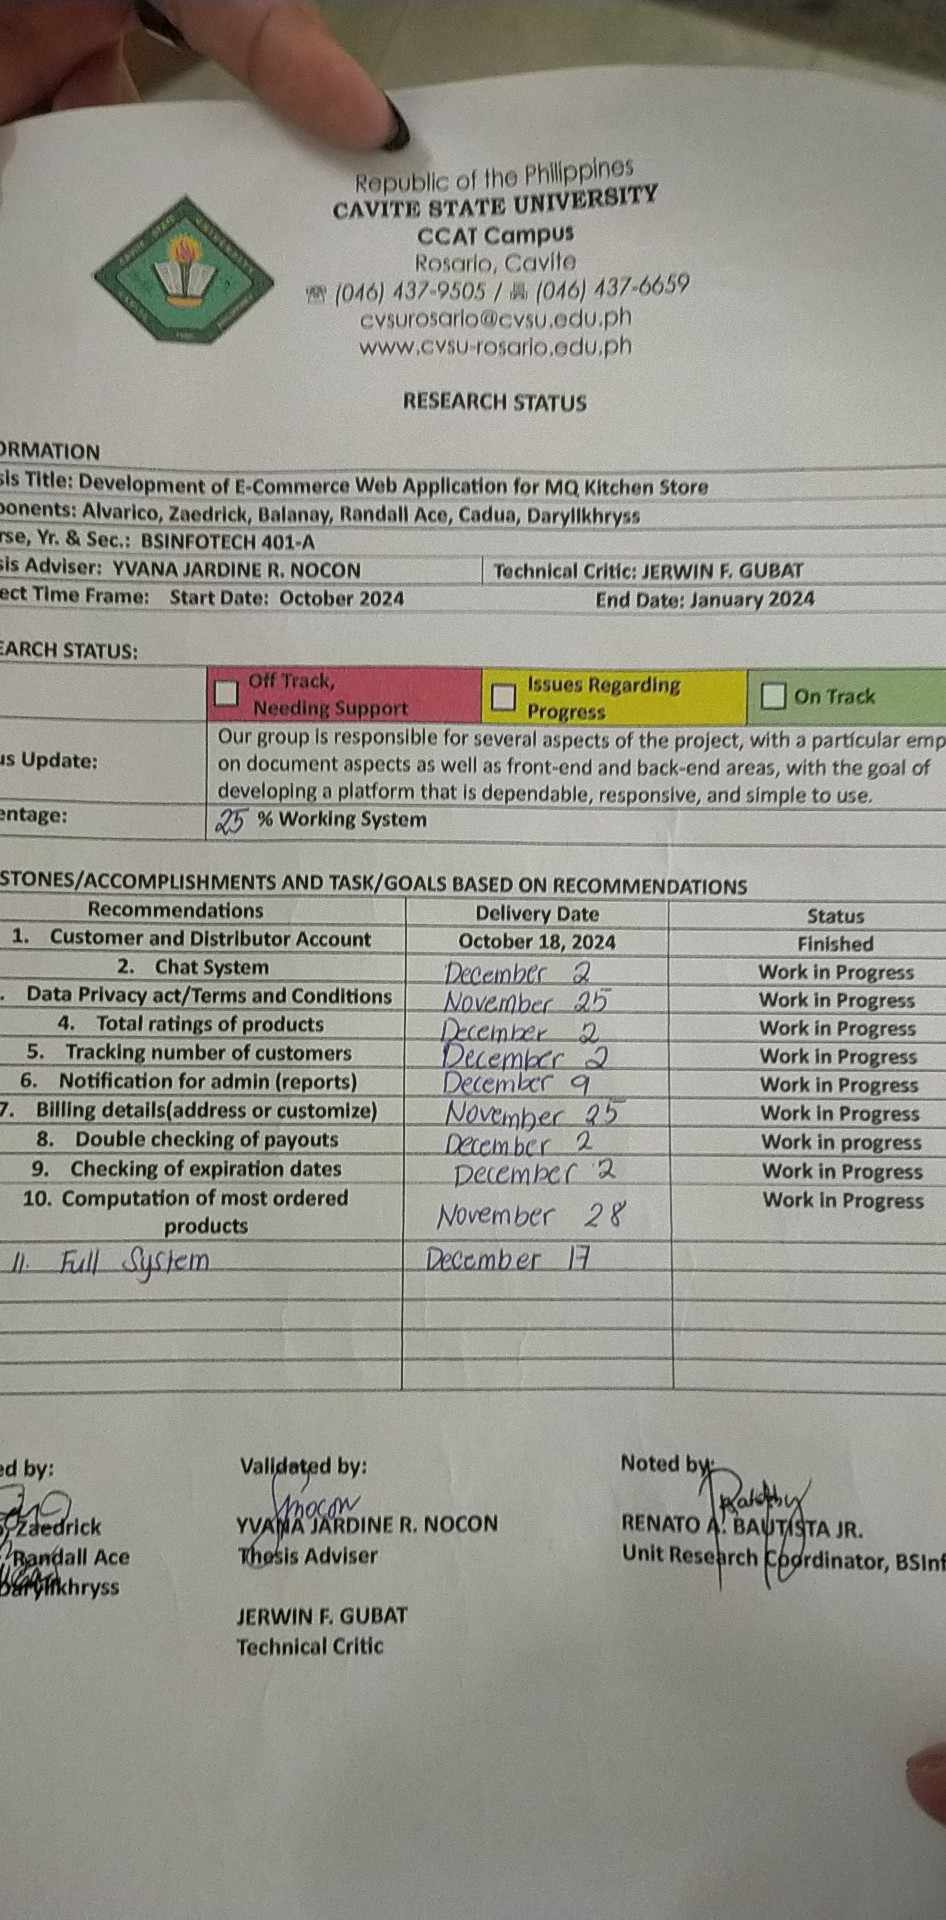 Republic of the Philippines
CAVITE STATE UNIVERSITY
CCAT Campus
Rosario, Cavite
(046) 437-9505 / (046) 437-6659
cvsurosario@cvsu.edu.ph
www.cvsu-rosario.edu.ph
RESEARCH STATUS
ORMATION
sis Title: Development of E-Commerce Web Application for MQ Kitchen Store
ponents: Alvarico, Zaedrick, Balanay, Randall Ace, Cadua, Daryllkhryss
rse, Yr. & Sec.: BSINFOTECH 401-A
sis Adviser: YVANA JARDINE R. NOCON Technical Critic: JERWIN F. GUBAT
ect Time Frame: Start Date: October 2024 End Date: January 2024
EARCH STATUS:
Off Track, Needing Support
Issues Regarding Progress
On Track
us Update:
Our group is responsible for several aspects of the project, with a particular emp
on document aspects as well as front-end and back-end areas, with the goal of
developing a platform that is dependable, responsive, and simple to use.
entage: 25 % Working System
STONES/ACCOMPLISHMENTS AND TASK/GOALS BASED ON RECOMMENDATIONS
Recommendations Delivery Date Status
1. Customer and Distributor Account October 18, 2024 Finished
2. Chat System December 2 Work in Progress
. Data Privacy act/Terms and Conditions November 25 Work in Progress
4. Total ratings of products December 2 Work in Progress
5. Tracking number of customers December 2 Work in Progress
6. Notification for admin (reports) December 9 Work in Progress
7. Billing details(address or customize) November 25 Work in Progress
8. Double checking of payouts December 2 Work in progress
9. Checking of expiration dates December 2 Work in Progress
10. Computation of most ordered products November 28 Work in Progress
11. Full System December 17
ed by: Validated by: Noted by:
Zaedrick YVANA JARDINE R. NOCON RENATO A. BAUTISTA JR.
Randall Ace Thesis Adviser Unit Research Coordinator, BSInf
Daryllkhryss
JERWIN F. GUBAT
Technical Critic